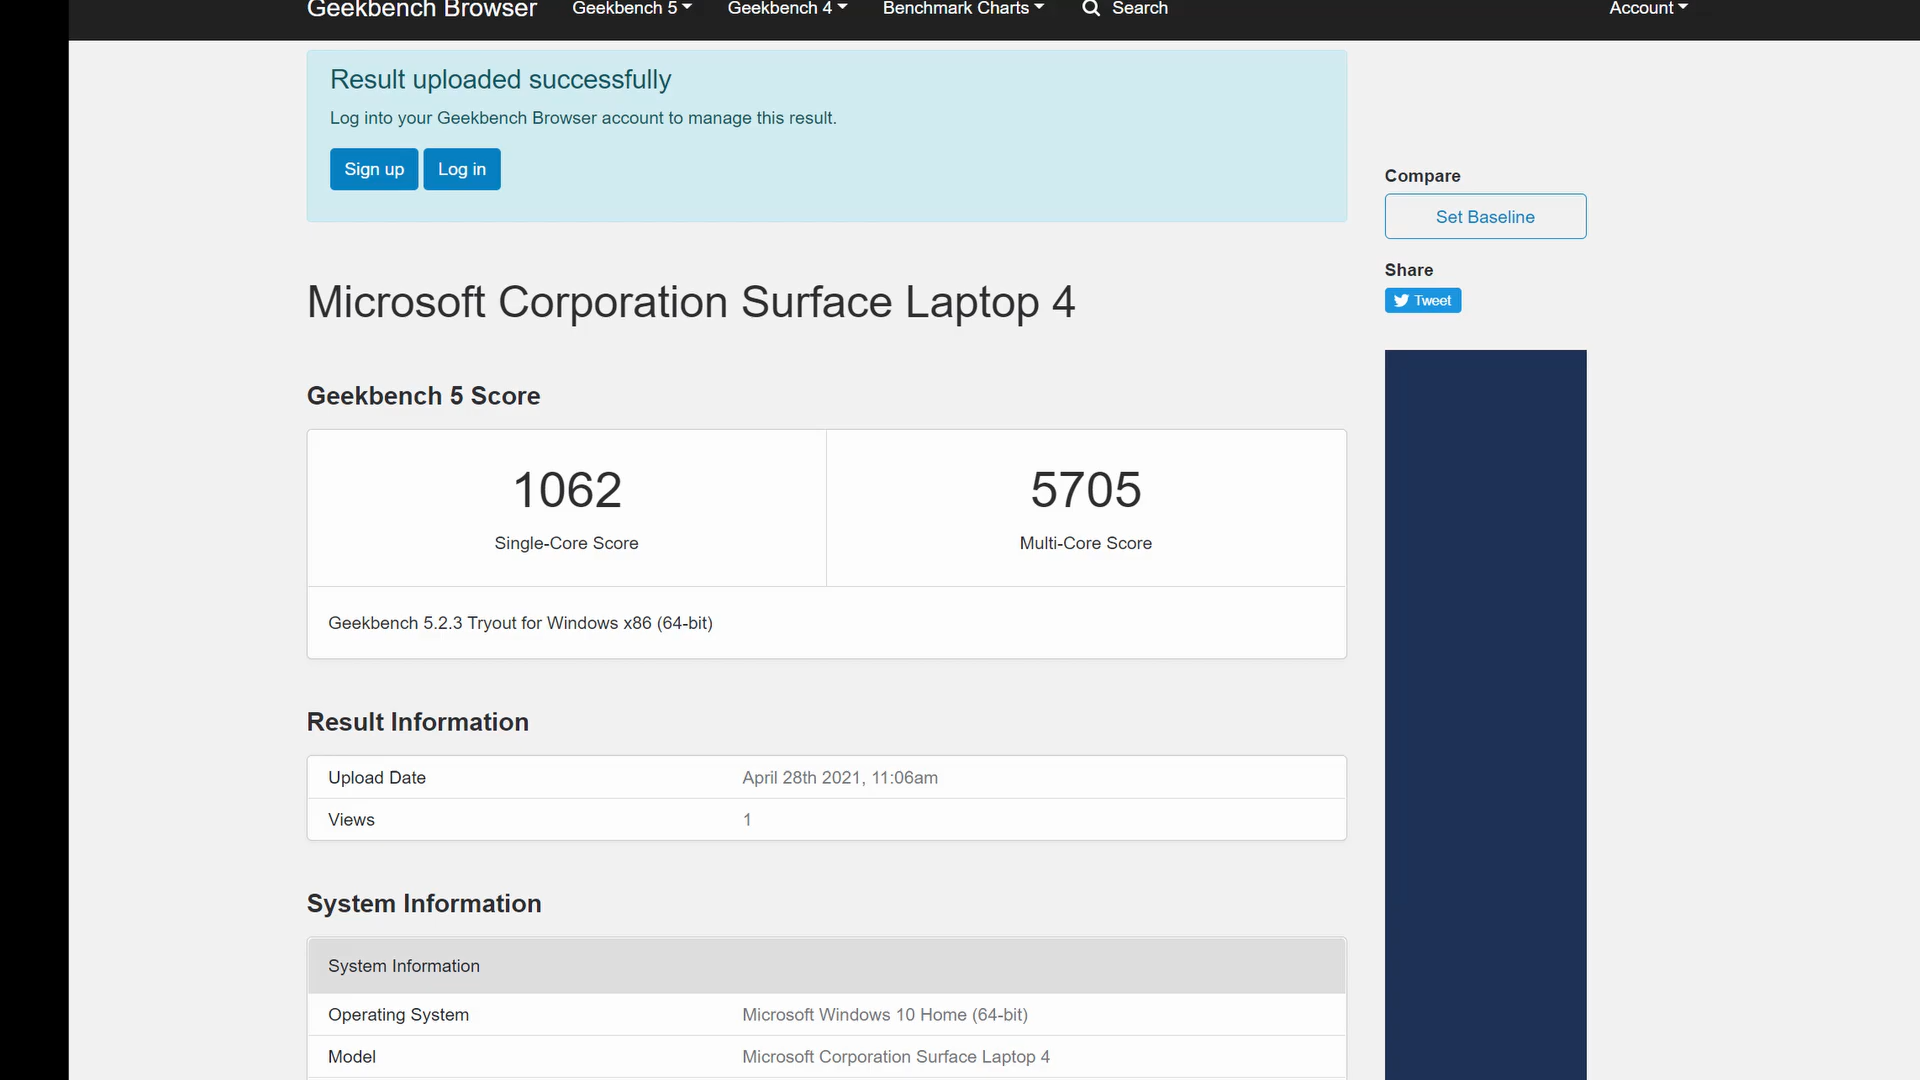 Geekbench Browser Geekbench 5 Geekbench 4 Benchmark Charts Search Account
Result uploaded successfully
Log into your Geekbench Browser account to manage this result.
Sign up Log in
Compare
Set Baseline
Share
Tweet
Microsoft Corporation Surface Laptop 4
Geekbench 5 Score
1062 5705
Single-Core Score Multi-Core Score
Geekbench 5.2.3 Tryout for Windows x86 (64-bit)
Result Information
Upload Date April 28th 2021, 11:06am
Views 1
System Information
System Information
Operating System Microsoft Windows 10 Home (64-bit)
Model Microsoft Corporation Surface Laptop 4